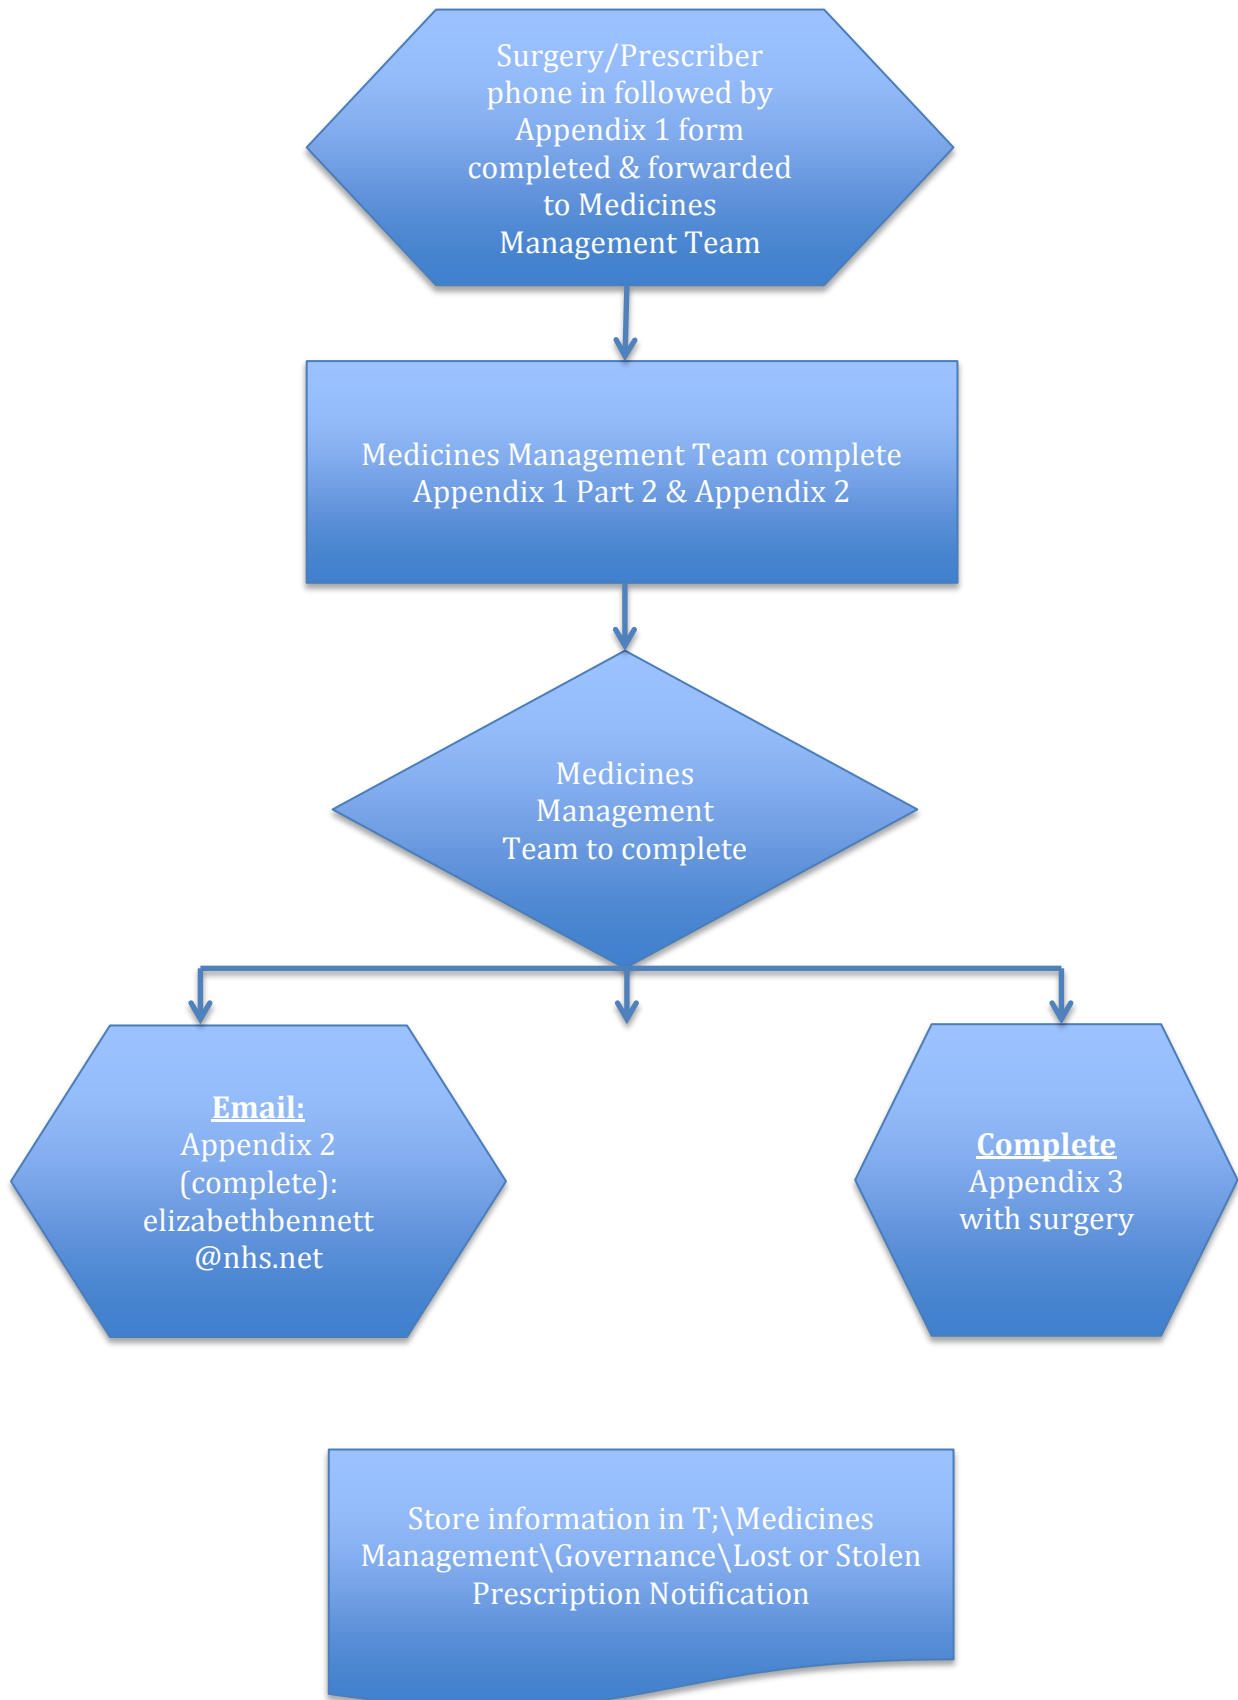 Surgery/Prescriber
phone in followed by
Appendix 1 form
completed & forwarded
to Medicines
Management Team
Medicines Management Team complete
Appendix 1 Part 2 & Appendix 2
Medicines
Management
Team to complete
Email:
Appendix 2
(complete):
elizabethbennett
@nhs.net
Complete
Appendix 3
with surgery
Store information in T;\Medicines
Management\Governance\Lost or Stolen
Prescription Notification